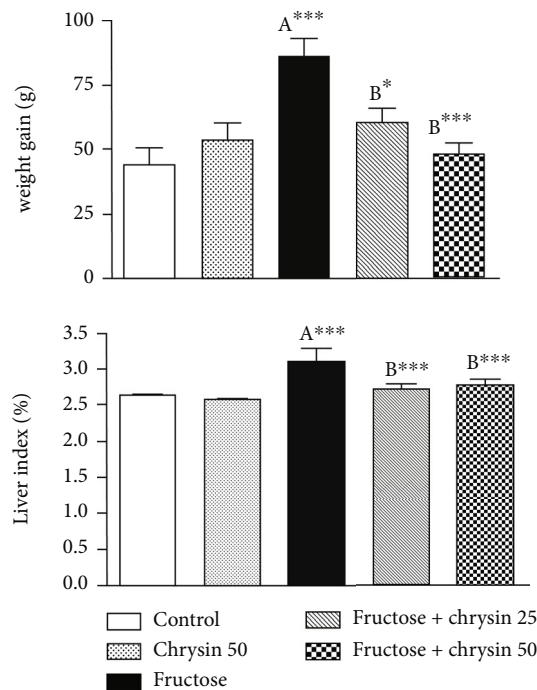 100
A***
B*
B***
75
50
25
0
weight gain (g)
3.5
A***
B***
B***
3.0
2.5
2.0
1.5
1.0
0.5
0.0
Liver index (%)
Control
Chrysin 50
Fructose
Fructose + chrysin 25
Fructose + chrysin 50